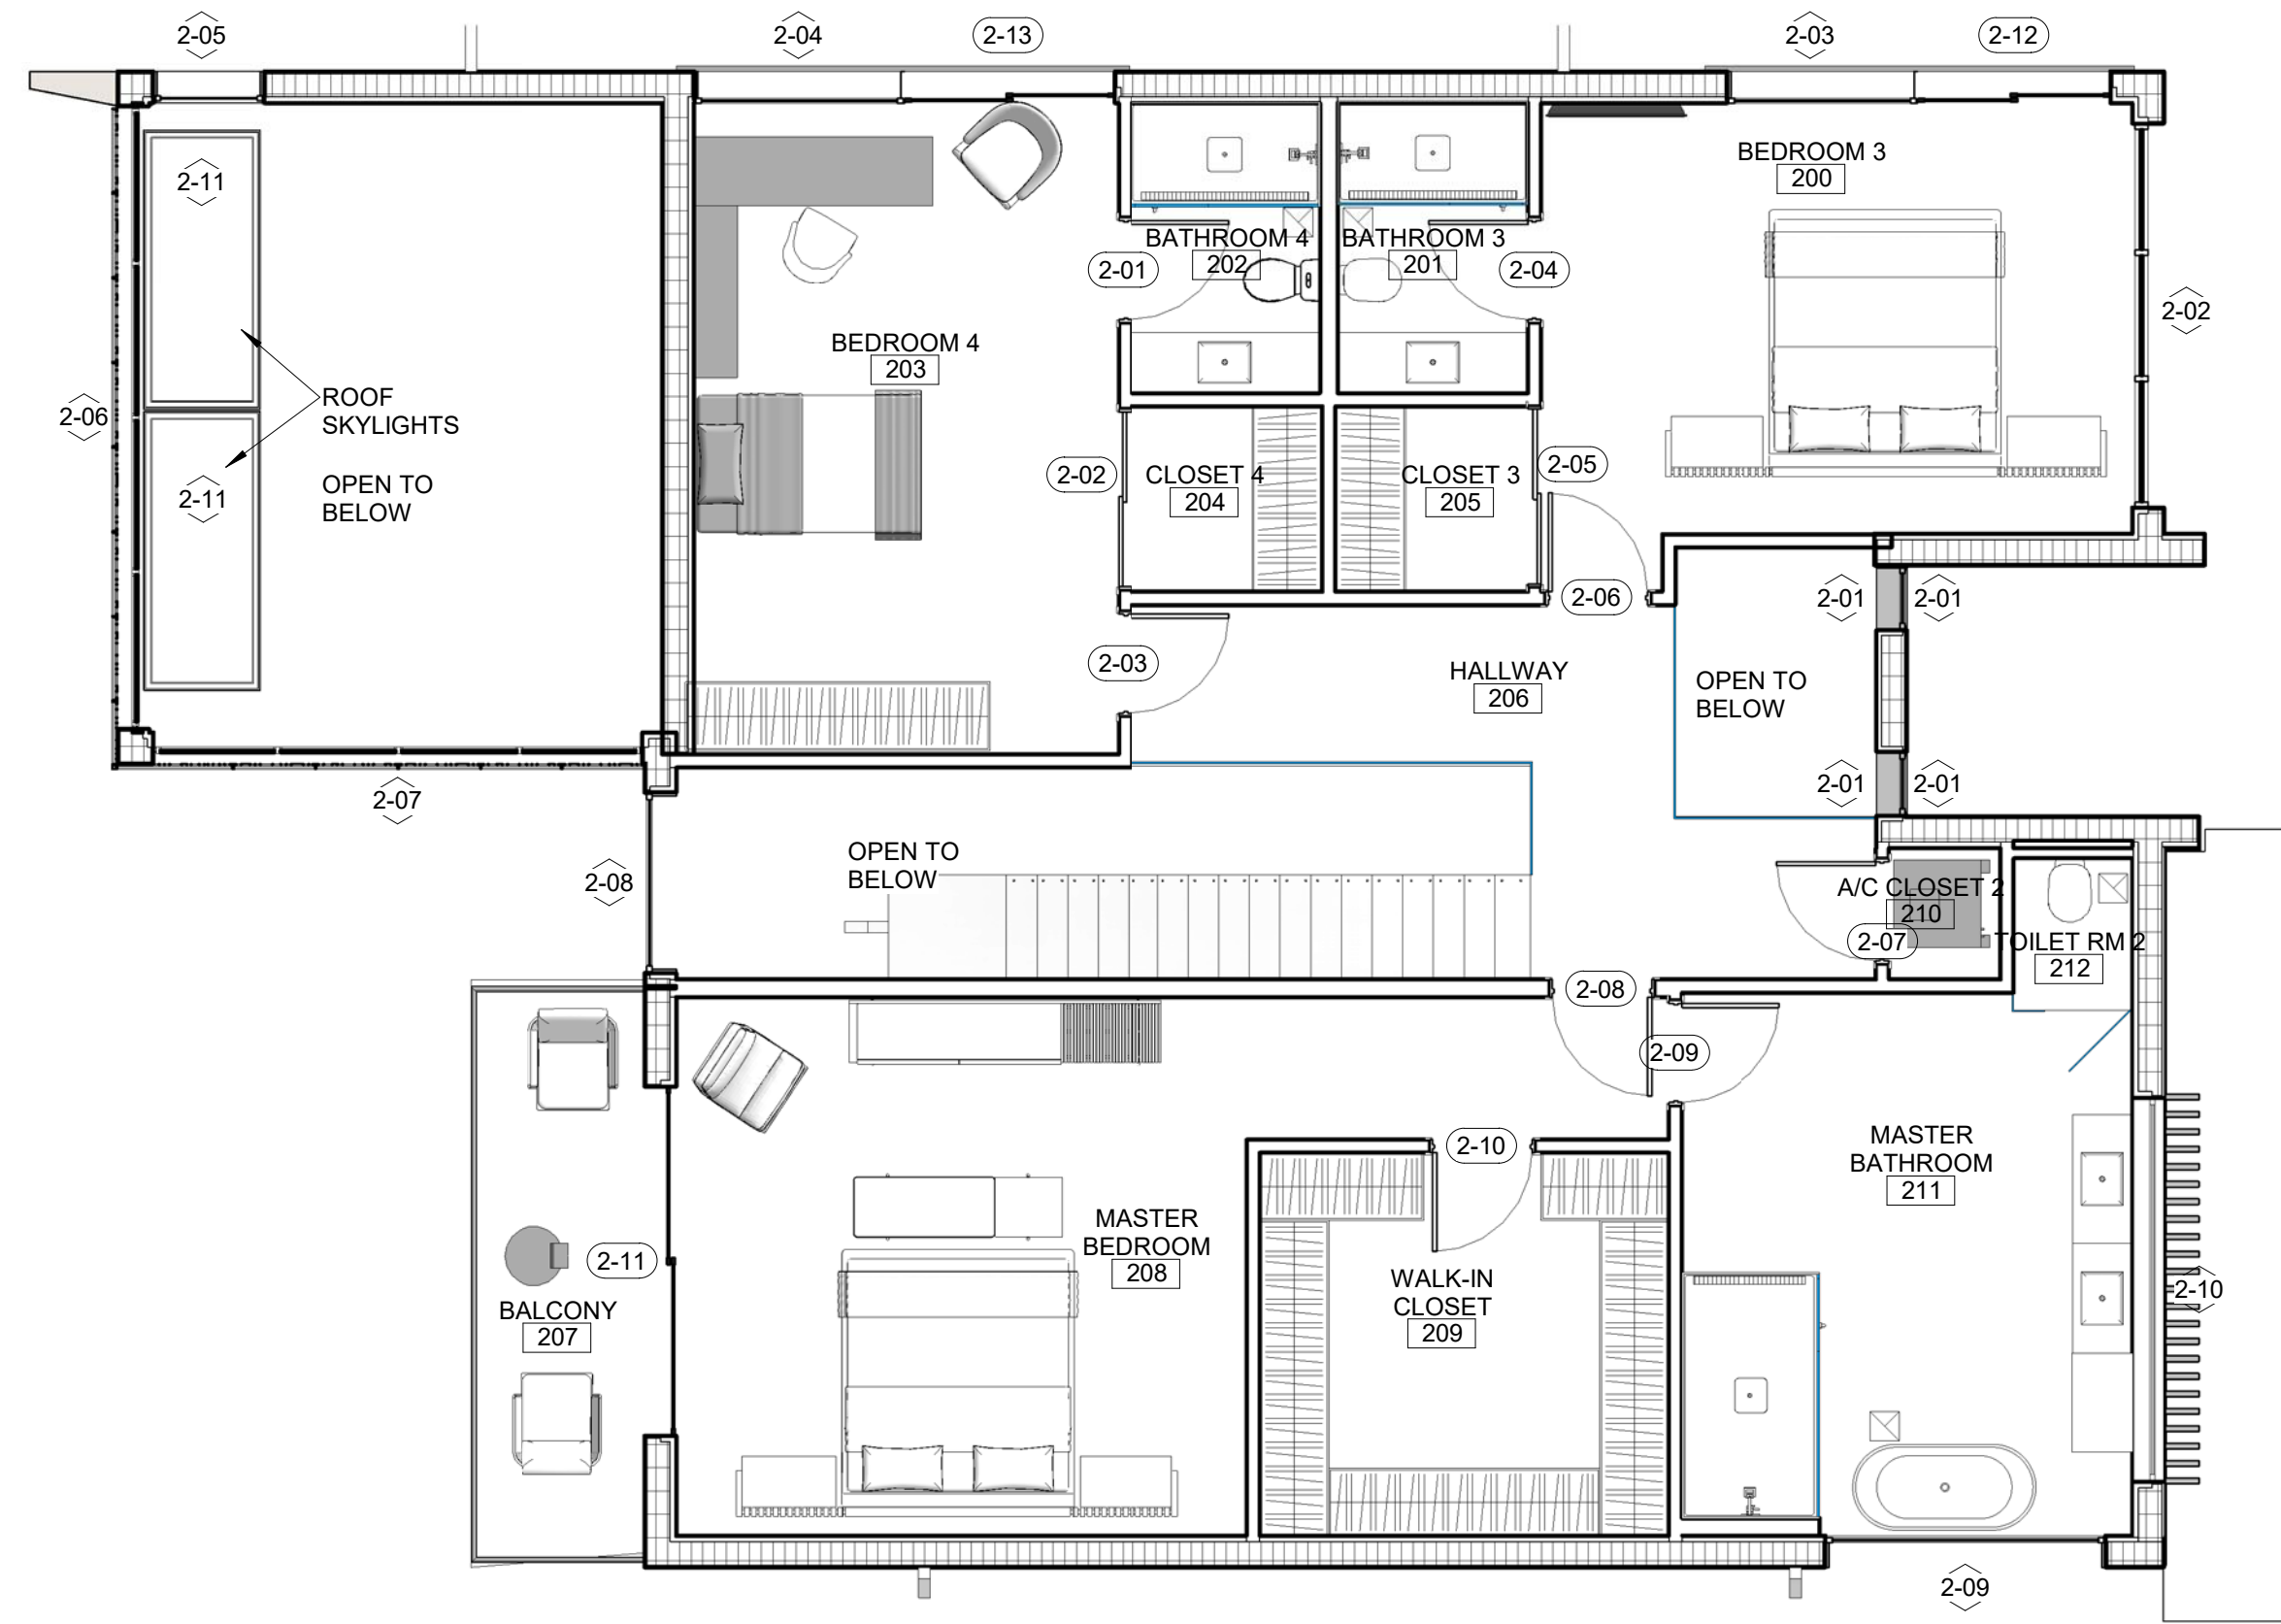 2-05
2-04
2-13
2-03
2-12
2-11
BEDROOM 3
200
BATHROOM 4
202
BATHROOM 3
201
2-01
2-04
2-02
BEDROOM 4
203
2-06
ROOF
SKYLIGHTS
2-11
OPEN TO
BELOW
2-02
CLOSET 4
204
CLOSET 3
205
2-05
2-06
2-01
2-01
2-03
HALLWAY
206
OPEN TO
BELOW
2-07
2-01
2-01
2-08
OPEN TO
BELOW
A/C CLOSET 2
210
2-07
TOILET RM 2
212
2-08
2-09
2-10
MASTER
BATHROOM
211
MASTER
BEDROOM
208
2-11
WALK-IN
CLOSET
209
2-10
BALCONY
207
2-09